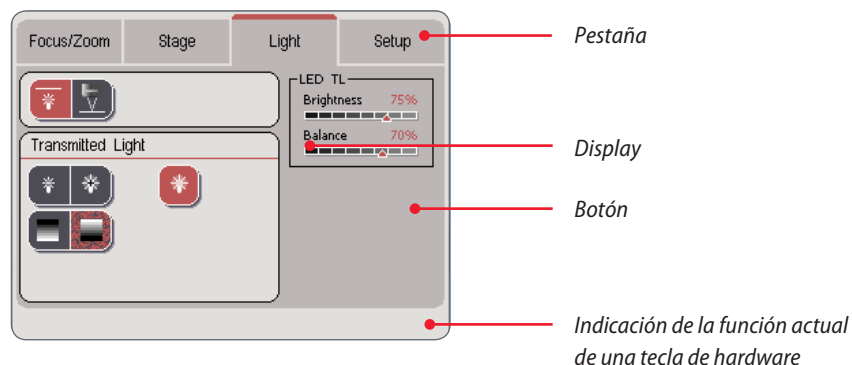 Focus/Zoom Stage Light Setup
LED TL
Brightness 75%
Balance 70%
Transmitted Light
Pestaña
Display
Botón
Indicación de la función actual
de una tecla de hardware